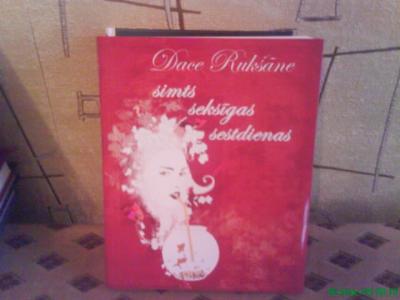 Dace Rukšāne
simts
seksīgas
sestdienas